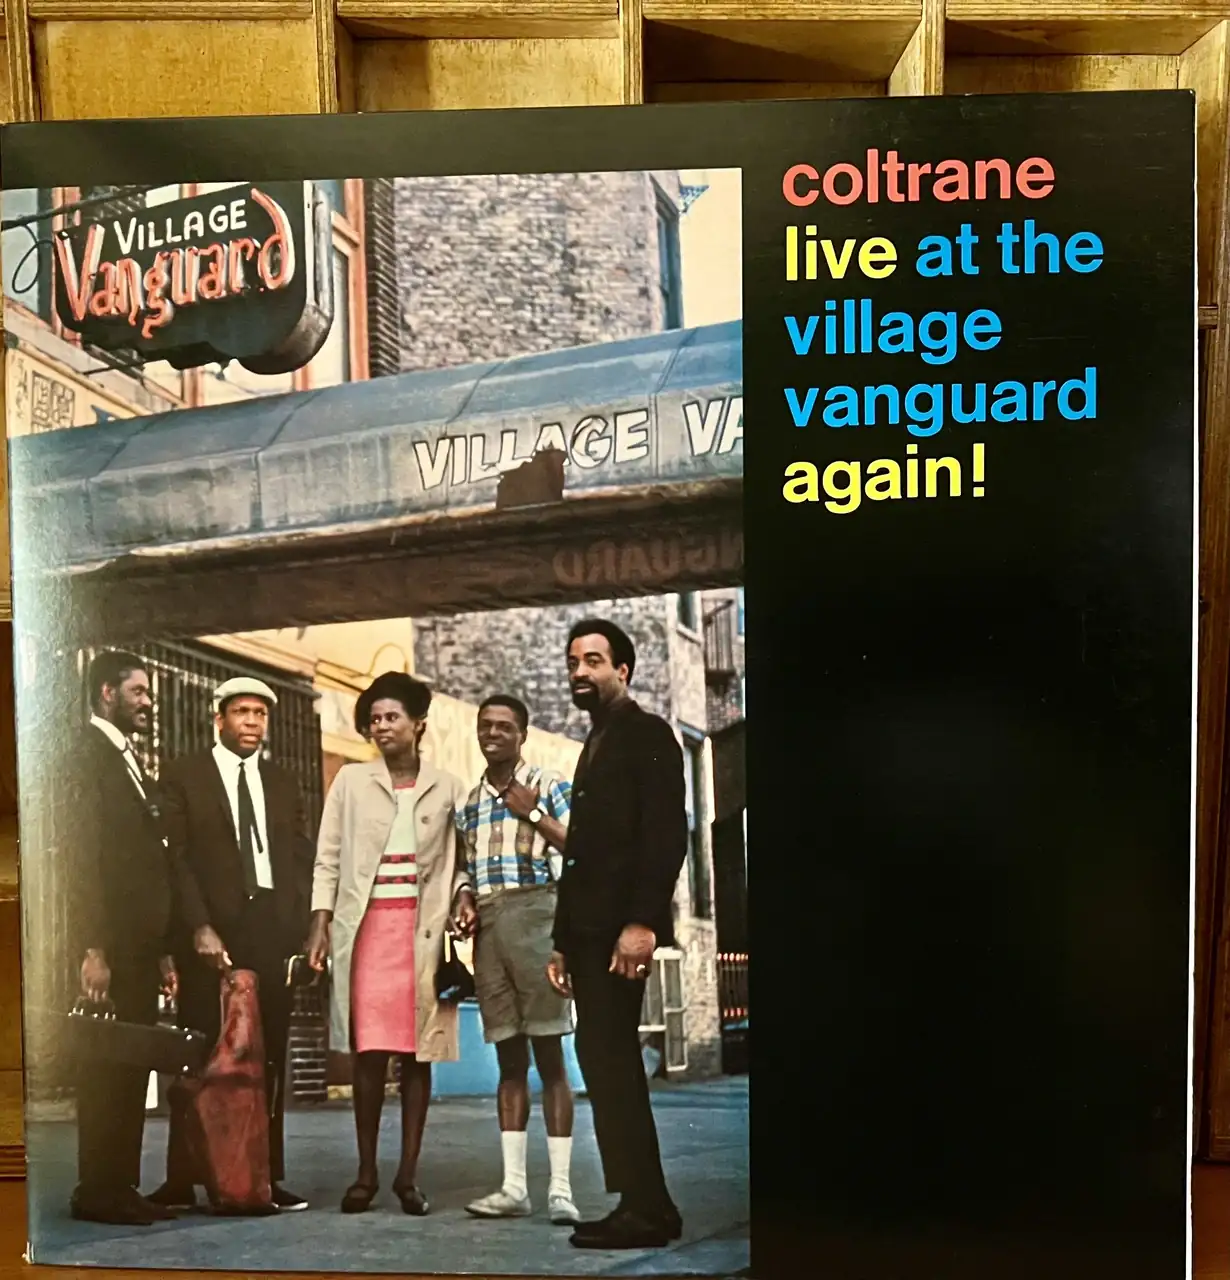 coltrane
live at the
village
vanguard
again!
VILLAGE
Vanguard
VILLAGE VA